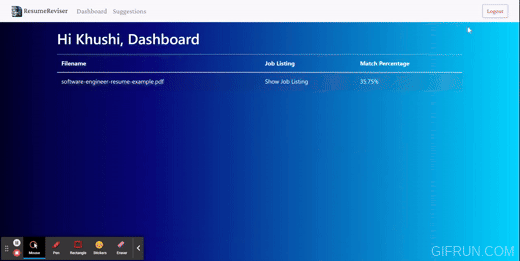 ResumeReviser Dashboard Suggestions Logout
Hi Khushi, Dashboard
Filename Job Listing Match Percentage
software-engineer-resume-example.pdf Show Job Listing 35.75%
Mouse Pen Rectangle Stickers Eraser
GIFRUN.COM